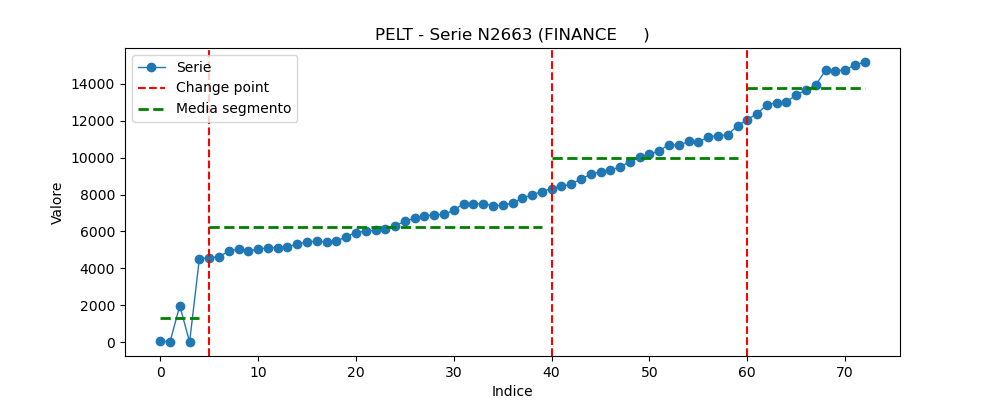 PELT - Serie N2663 (FINANCE      )
Serie
Change point
Media segmento
Valore
14000
12000
10000
8000
6000
4000
2000
0
0 10 20 30 40 50 60 70
Indice